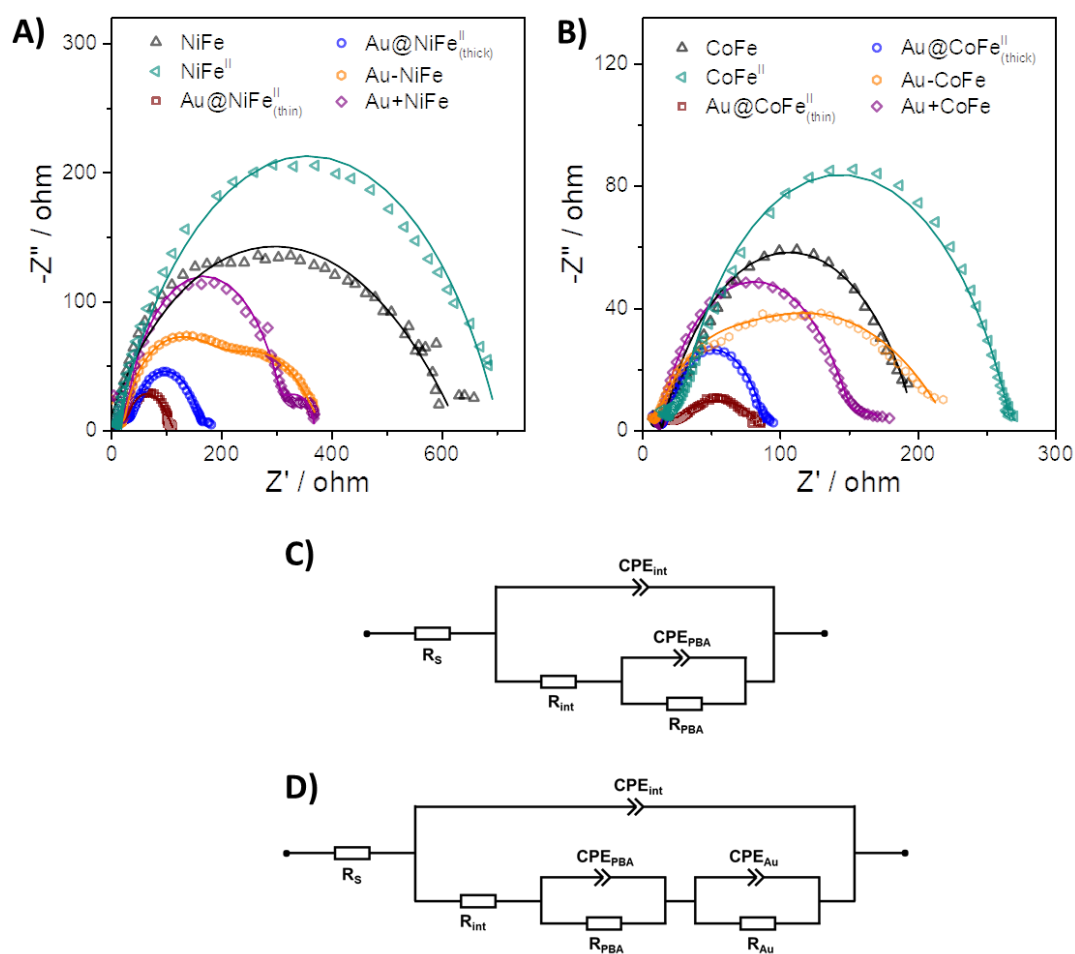 A)
300
200
100
0
-Z" / ohm
NiFe
NiFeᴵᴵ
Au@NiFeᴵᴵ(thin)
Au@NiFeᴵᴵ(thick)
Au-NiFe
Au+NiFe
0 200 400 600
Z' / ohm
B)
120
80
40
0
-Z" / ohm
CoFe
CoFeᴵᴵ
Au@CoFeᴵᴵ(thin)
Au@CoFeᴵᴵ(thick)
Au-CoFe
Au+CoFe
0 100 200 300
Z' / ohm
C)
CPEint
RS
CPEPBA
Rint
RPBA
D)
CPEint
RS
CPEPBA CPEAu
Rint
RPBA RAu